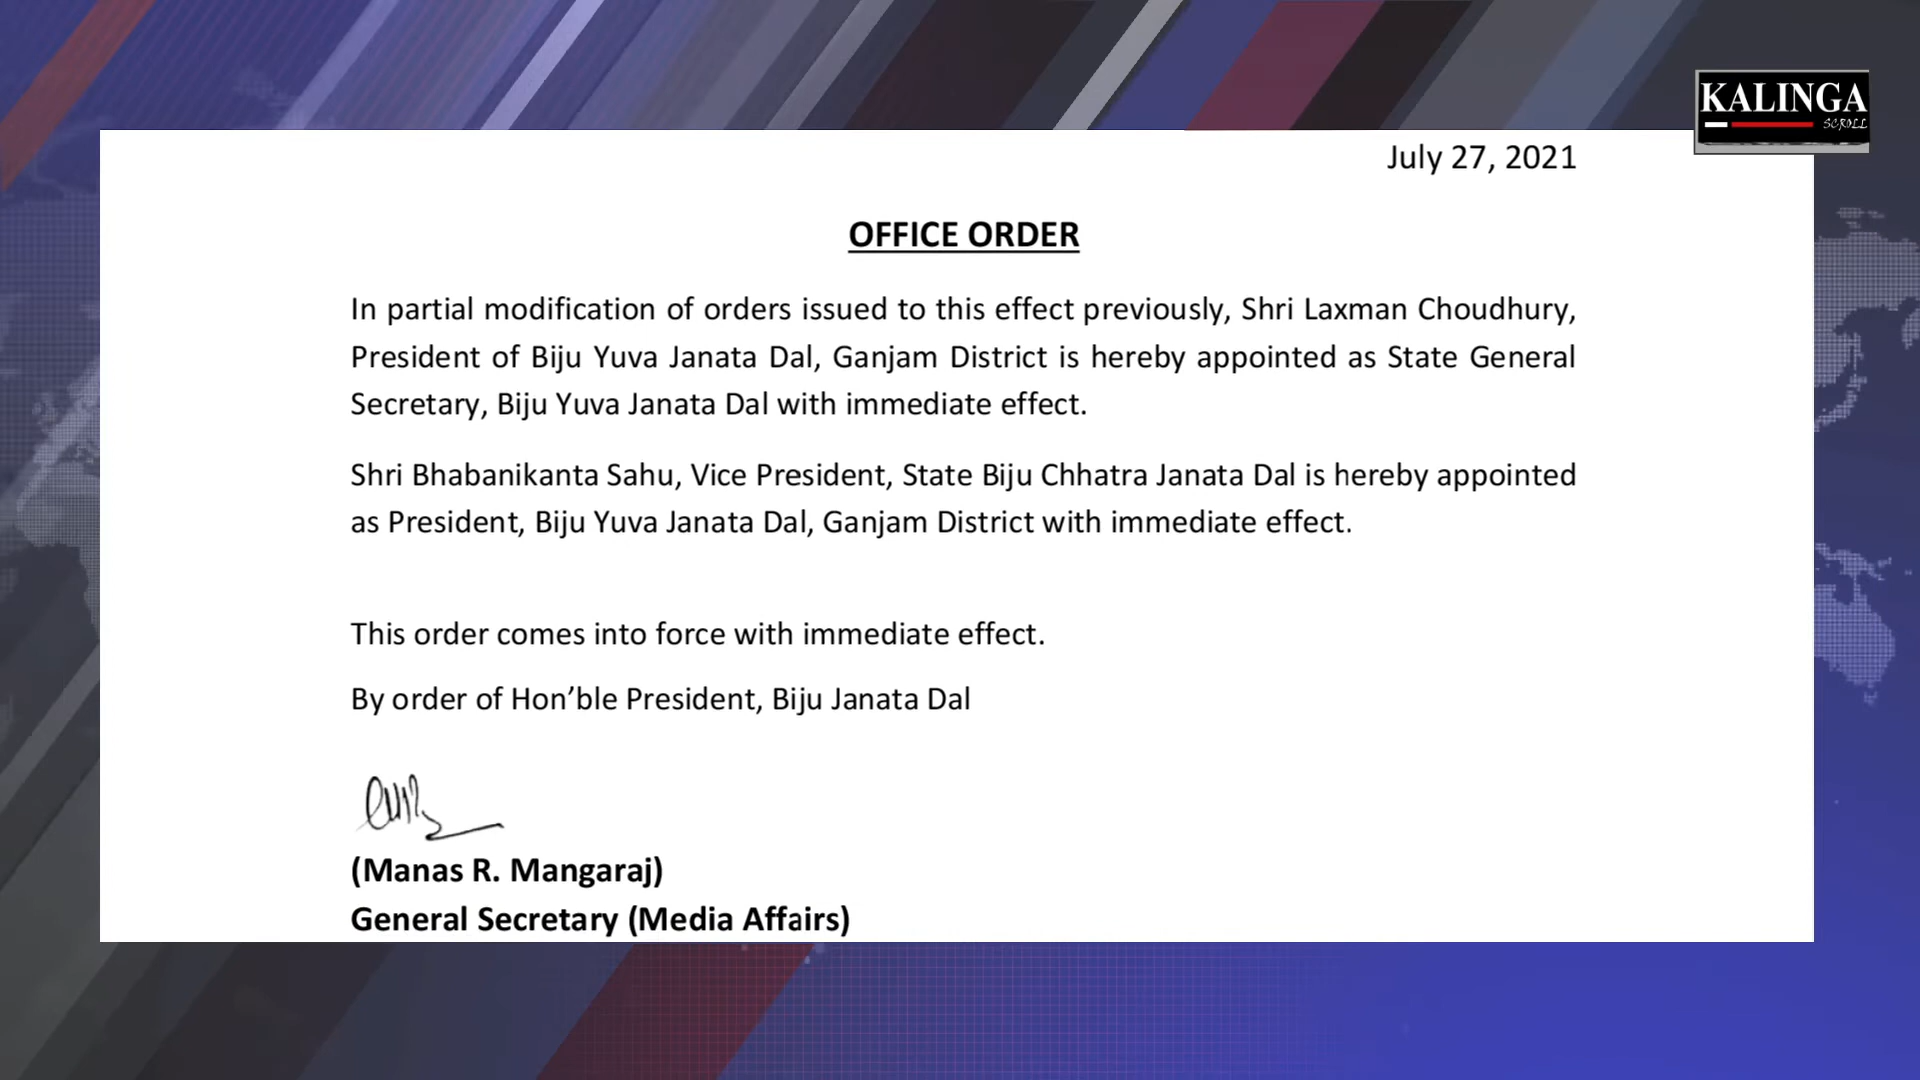 KALINGA
SCROLL
July 27, 2021
OFFICE ORDER
In partial modification of orders issued to this effect previously, Shri Laxman Choudhury,
President of Biju Yuva Janata Dal, Ganjam District is hereby appointed as State General
Secretary, Biju Yuva Janata Dal with immediate effect.
Shri Bhabanikanta Sahu, Vice President, State Biju Chhatra Janata Dal is hereby appointed
as President, Biju Yuva Janata Dal, Ganjam District with immediate effect.
This order comes into force with immediate effect.
By order of Hon’ble President, Biju Janata Dal
(Manas R. Mangaraj)
General Secretary (Media Affairs)